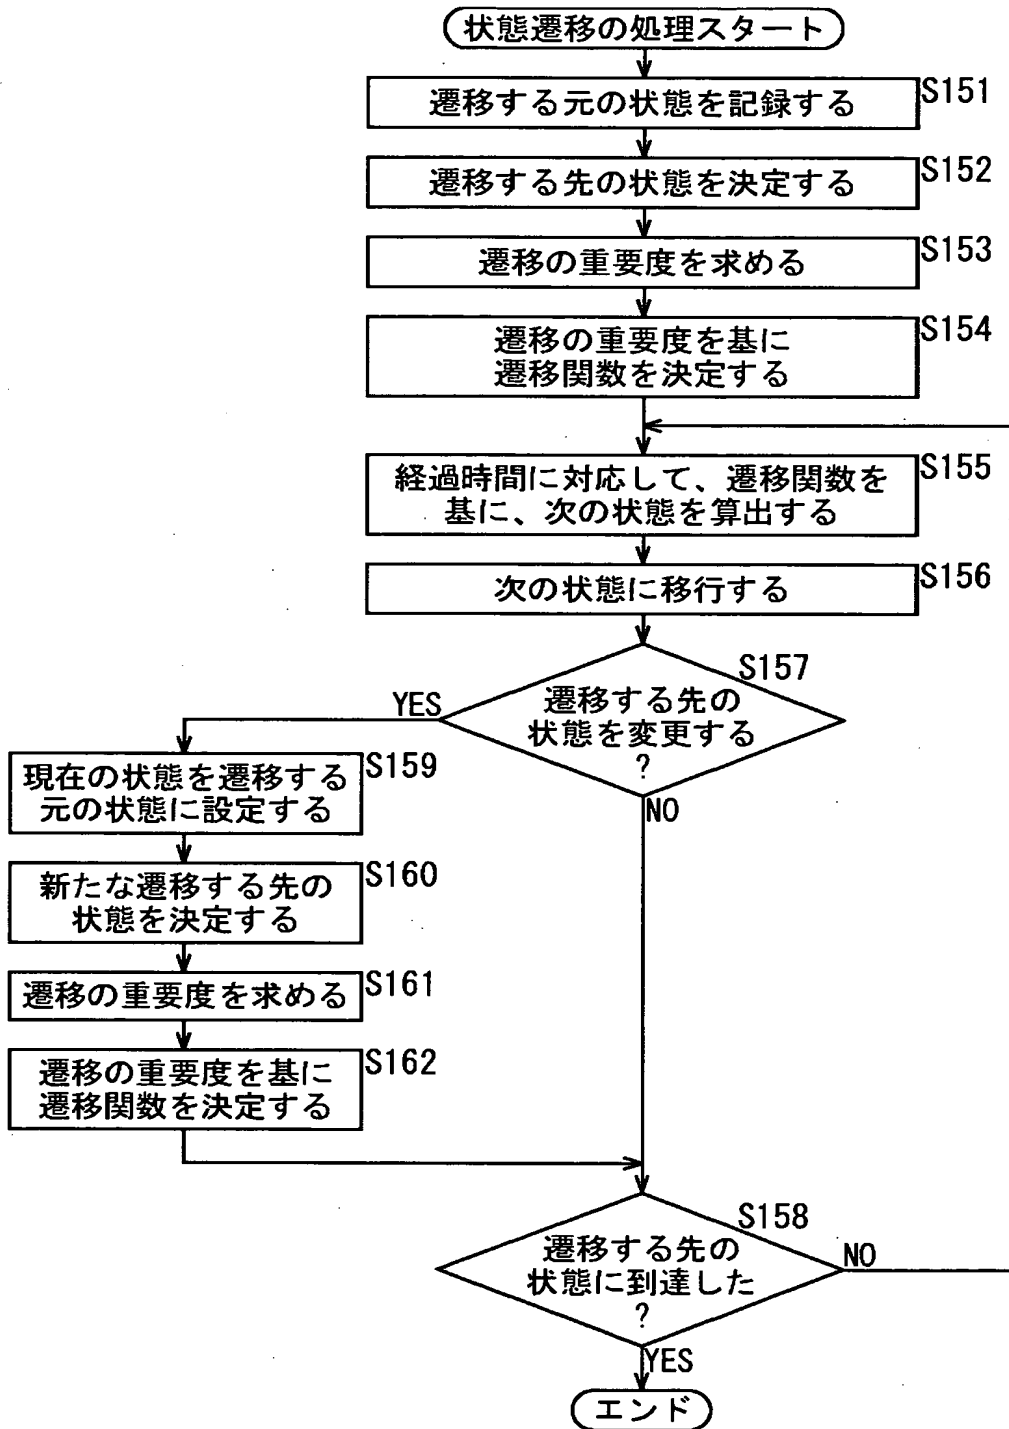 状態遷移の処理スタート
S151
遷移する元の状態を記録する
S152
遷移する先の状態を決定する
S153
遷移の重要度を求める
S154
遷移の重要度を基に
遷移関数を決定する
S155
経過時間に対応して、遷移関数を
基に、次の状態を算出する
S156
次の状態に移行する
S157
遷移する先の
状態を変更する
?
YES
NO
S159
現在の状態を遷移する
元の状態に設定する
S160
新たな遷移する先の
状態を決定する
S161
遷移の重要度を求める
S162
遷移の重要度を基に
遷移関数を決定する
S158
遷移する先の
状態に到達した
?
NO
YES
エンド